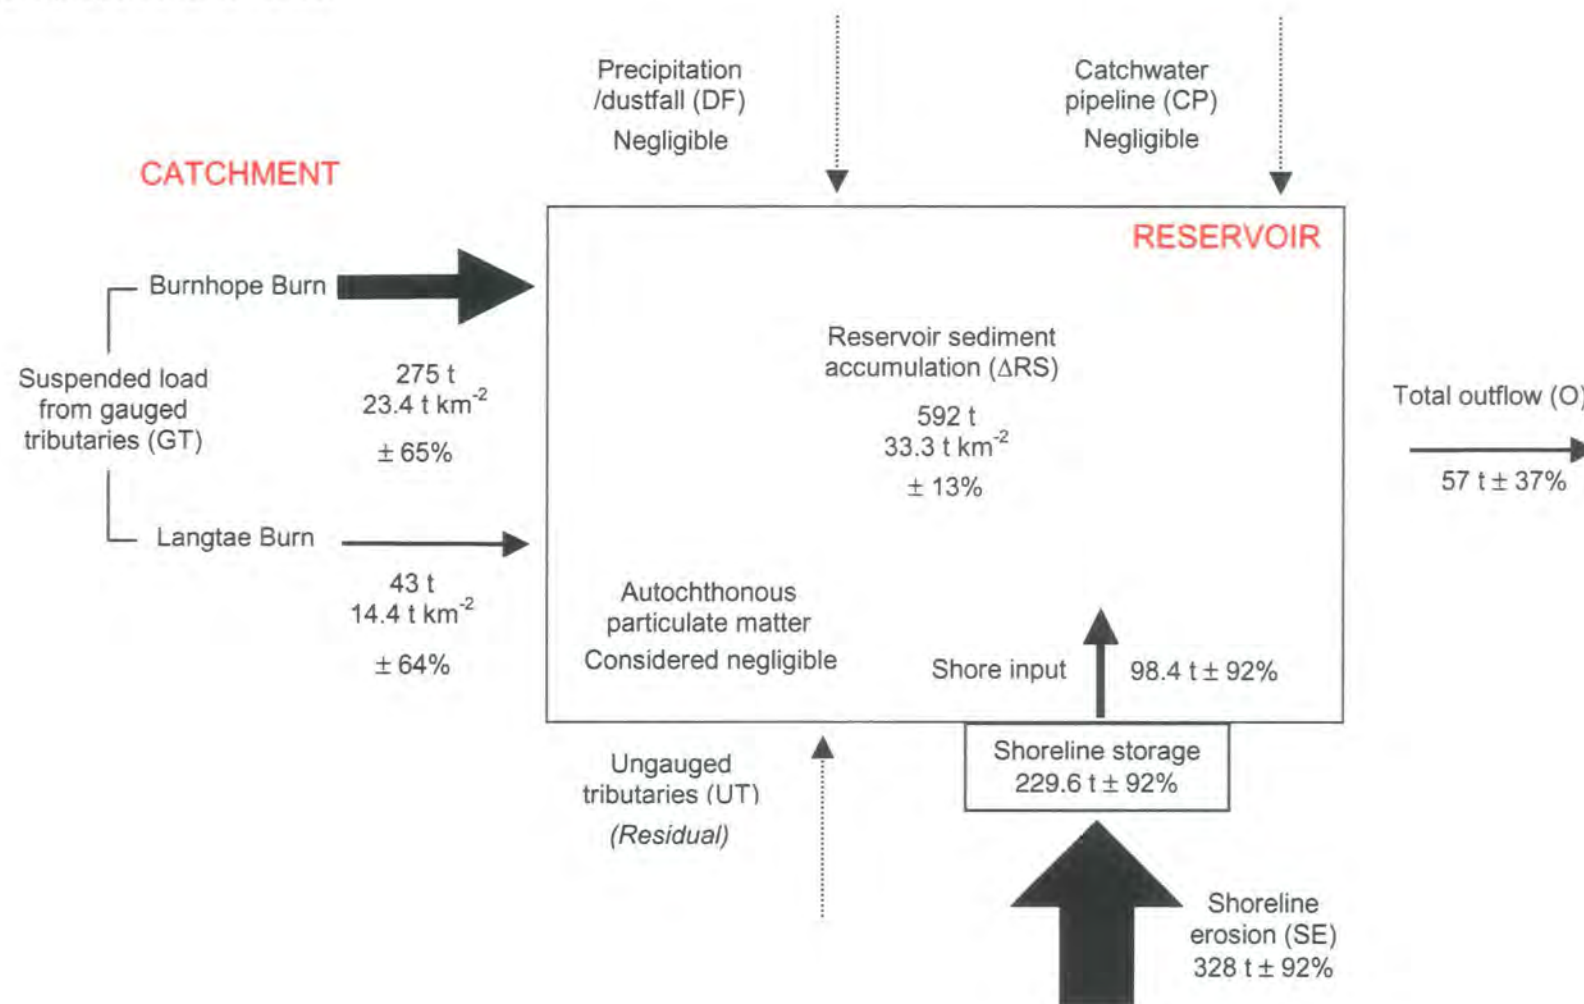 Precipitation
/dustfall (DF)
Negligible
Catchwater
pipeline (CP)
Negligible
CATCHMENT
RESERVOIR
Burnhope Burn
Suspended load
from gauged
tributaries (GT)
275 t
23.4 t km⁻²
± 65%
Langtae Burn
43 t
14.4 t km⁻²
± 64%
Reservoir sediment
accumulation (ΔRS)
592 t
33.3 t km⁻²
± 13%
Total outflow (O)
57 t ± 37%
Autochthonous
particulate matter
Considered negligible
Shore input
98.4 t ± 92%
Shoreline storage
229.6 t ± 92%
Ungauged
tributaries (UT)
(Residual)
Shoreline
erosion (SE)
328 t ± 92%